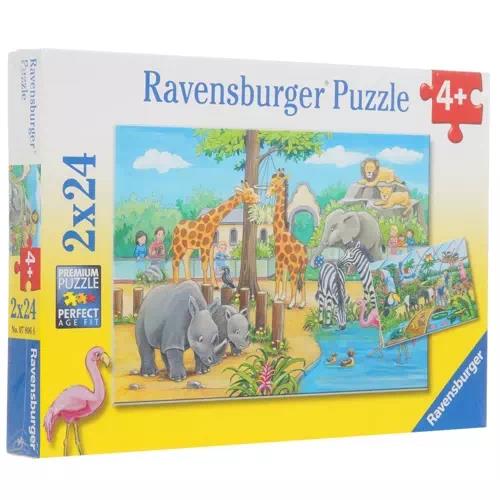 Ravensburger Puzzle
4+
2x24
PREMIUM
PUZZLE
PERFECT
AGE FIT
Ravensburger
Ravensburger
Puzzle
4+
2x24
Ravensburger